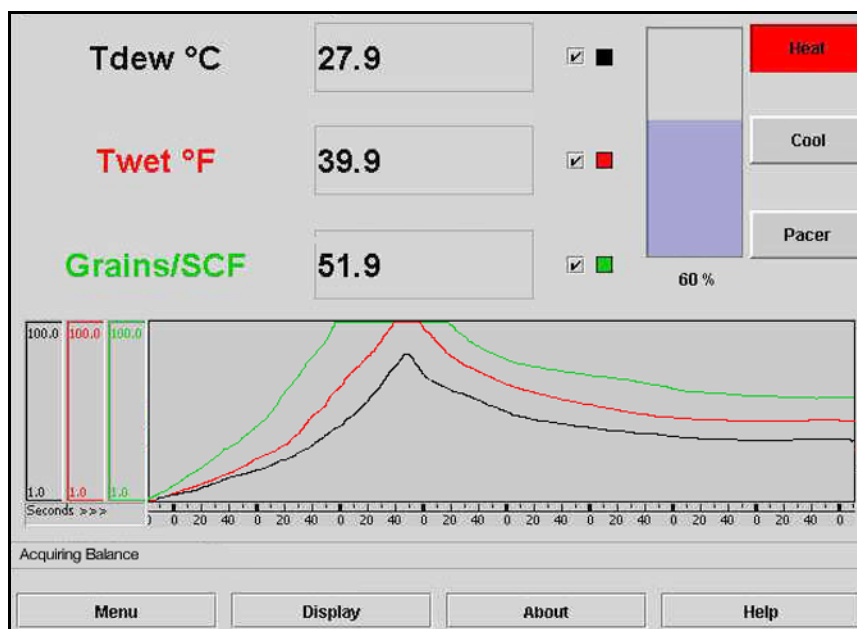 Tdew °C 27.9 Heat
Twet °F 39.9 Cool
Grains/SCF 51.9 Pacer
60 %
100.0 100.0 100.0
1.0 1.0 1.0
Seconds >>>
0 0 20 40 0 20 40 0 20 40 0 20 40 0 20 40 0 20 40 0 20 40 0 20 40 0
Acquiring Balance
Menu Display About Help